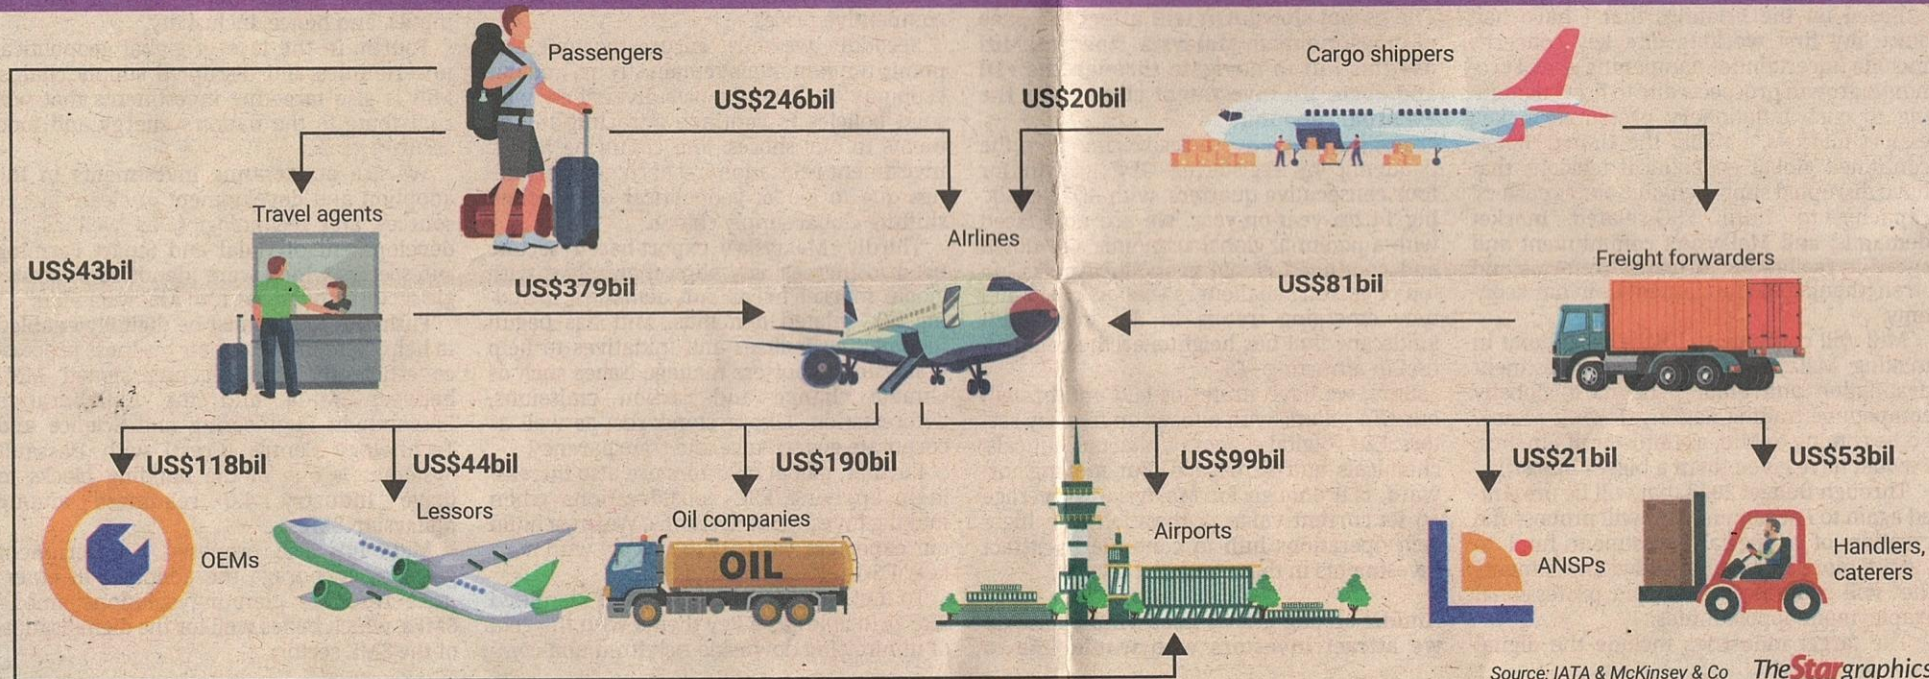 Passengers
Cargo shippers
US$246bil
US$20bil
Travel agents
AIrlines
US$43bil
US$379bil
US$81bil
Freight forwarders
US$118bil
US$44bil
US$190bil
US$99bil
US$21bil
US$53bil
OEMs
Lessors
Oil companies
OIL
Airports
ANSPs
Handlers,
caterers
Source: IATA & McKinsey & Co
TheStargraphics